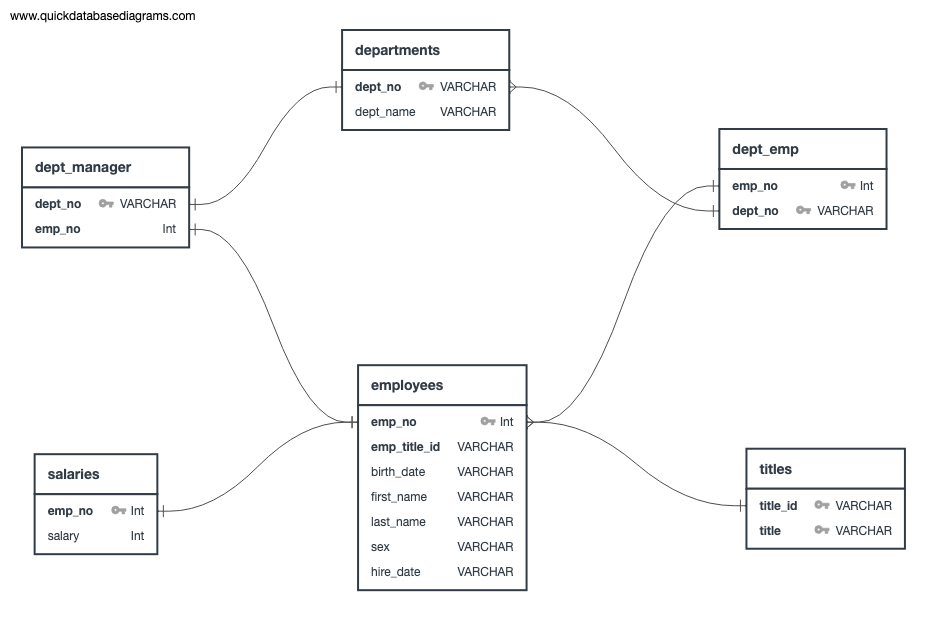 www.quickdatabasediagrams.com
departments
dept_no VARCHAR
dept_name VARCHAR
dept_manager
dept_no VARCHAR
emp_no Int
dept_emp
emp_no Int
dept_no VARCHAR
employees
emp_no Int
emp_title_id VARCHAR
birth_date VARCHAR
first_name VARCHAR
last_name VARCHAR
sex VARCHAR
hire_date VARCHAR
salaries
emp_no Int
salary Int
titles
title_id VARCHAR
title VARCHAR